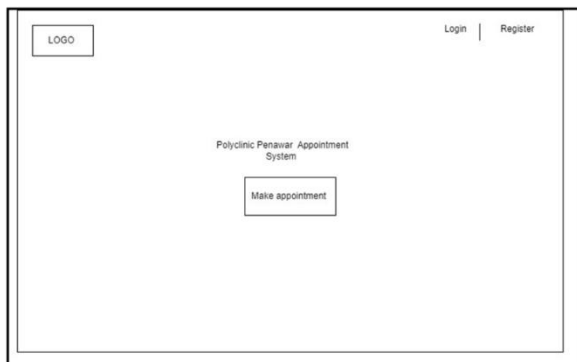 LOGO
Login
Register
Polyclinic Penawar Appointment
System
Make appointment